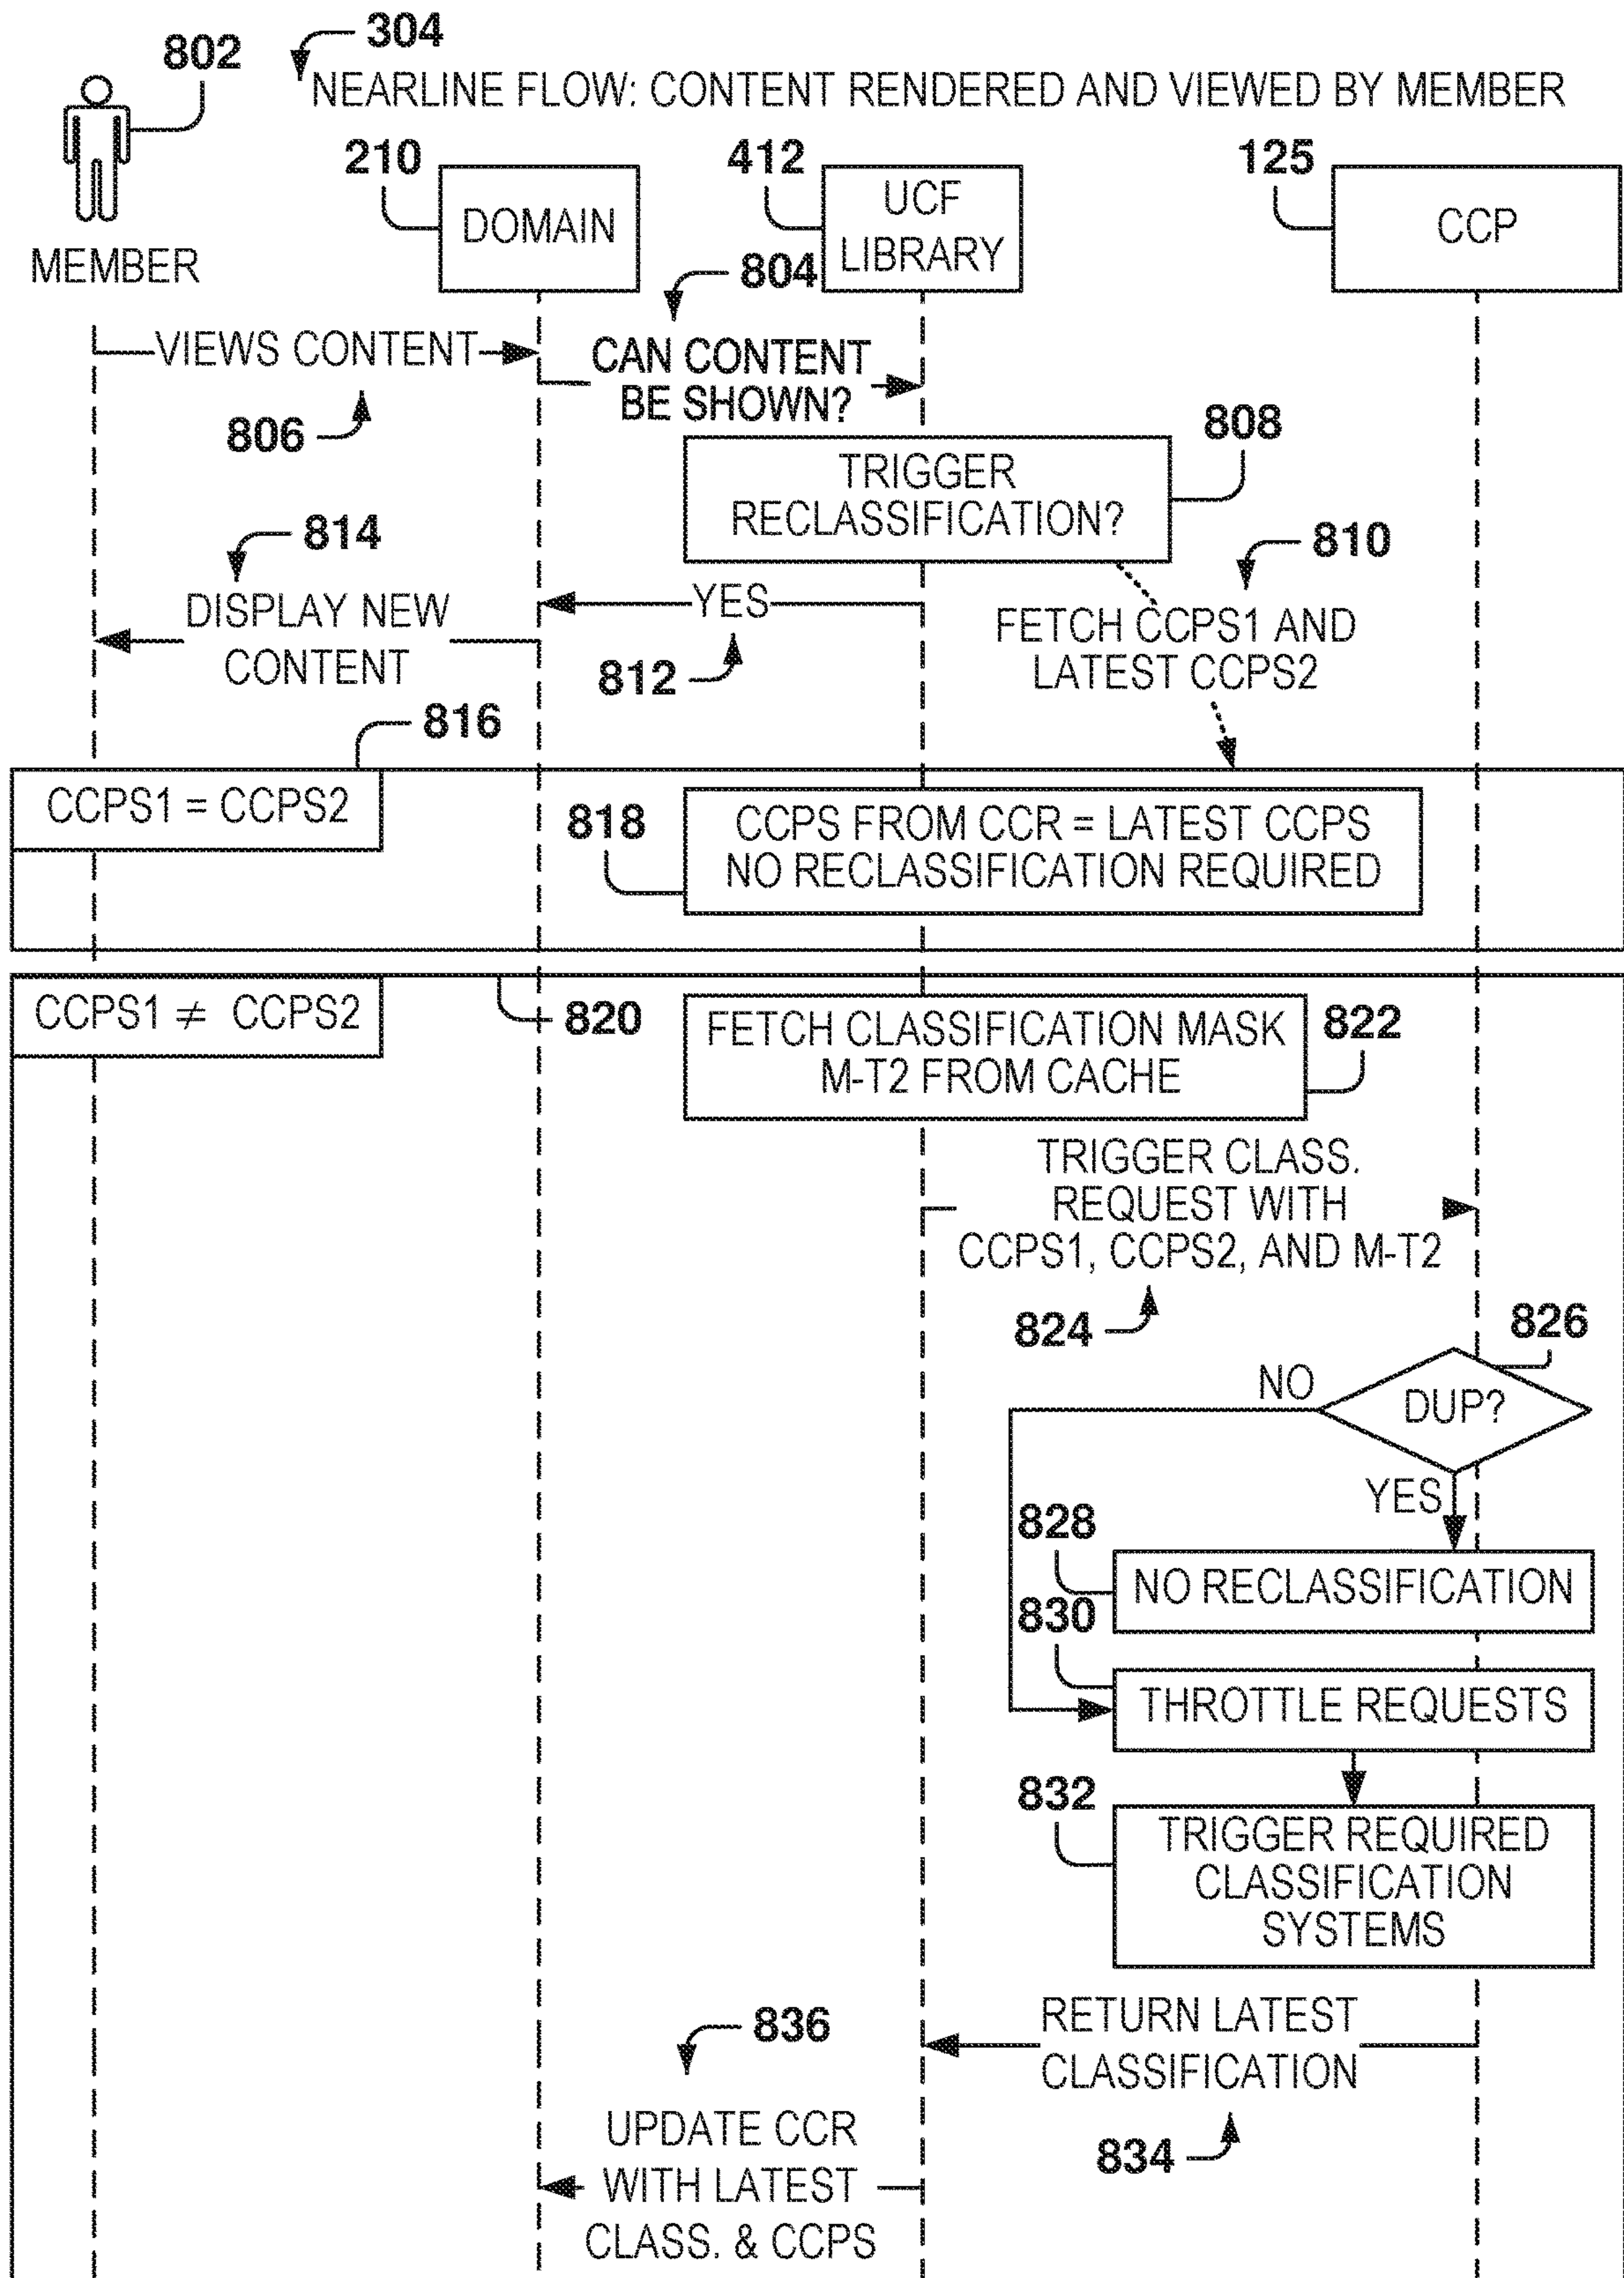 304
802
NEARLINE FLOW: CONTENT RENDERED AND VIEWED BY MEMBER
210
412
125
DOMAIN
UCF
LIBRARY
CCP
MEMBER
804
VIEWS CONTENT
CAN CONTENT
BE SHOWN?
806
808
TRIGGER
RECLASSIFICATION?
814
810
DISPLAY NEW
CONTENT
YES
812
FETCH CCPS1 AND
LATEST CCPS2
816
CCPS1 = CCPS2
818
CCPS FROM CCR = LATEST CCPS
NO RECLASSIFICATION REQUIRED
CCPS1 ≠ CCPS2
820
FETCH CLASSIFICATION MASK
M-T2 FROM CACHE
822
TRIGGER CLASS.
REQUEST WITH
CCPS1, CCPS2, AND M-T2
824
826
NO
DUP?
YES
828
NO RECLASSIFICATION
830
THROTTLE REQUESTS
832
TRIGGER REQUIRED
CLASSIFICATION
SYSTEMS
836
RETURN LATEST
CLASSIFICATION
834
UPDATE CCR
WITH LATEST
CLASS. & CCPS